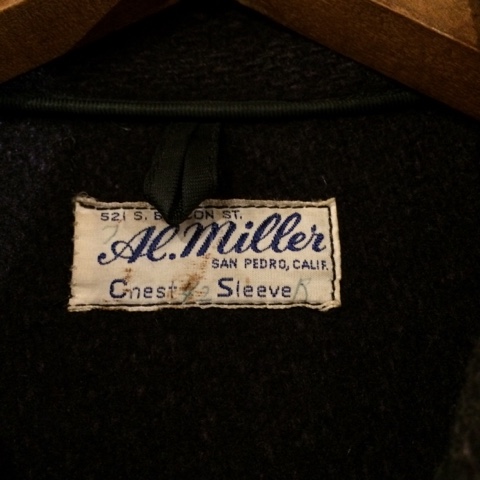 521 S. ST.
Al. Miller
SAN PEDRO, CALIF.
Chest Sleeve R